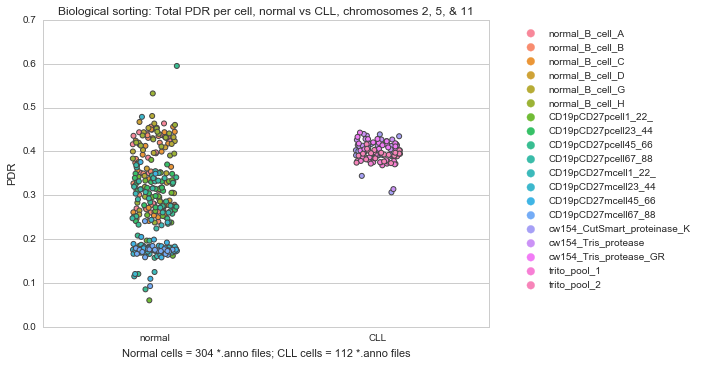 Biological sorting: Total PDR per cell, normal vs CLL, chromosomes 2, 5, & 11
0.7
0.6
0.5
0.4
0.3
0.2
0.1
0.0
PDR
normal
CLL
Normal cells = 304 *.anno files; CLL cells = 112 *.anno files
normal_B_cell_A
normal_B_cell_B
normal_B_cell_C
normal_B_cell_D
normal_B_cell_G
normal_B_cell_H
CD19pCD27pcell1_22_
CD19pCD27pcell23_44
CD19pCD27pcell45_66
CD19pCD27pcell67_88
CD19pCD27mcell1_22_
CD19pCD27mcell23_44
CD19pCD27mcell45_66
CD19pCD27mcell67_88
cw154_CutSmart_proteinase_K
cw154_Tris_protease
cw154_Tris_protease_GR
trito_pool_1
trito_pool_2